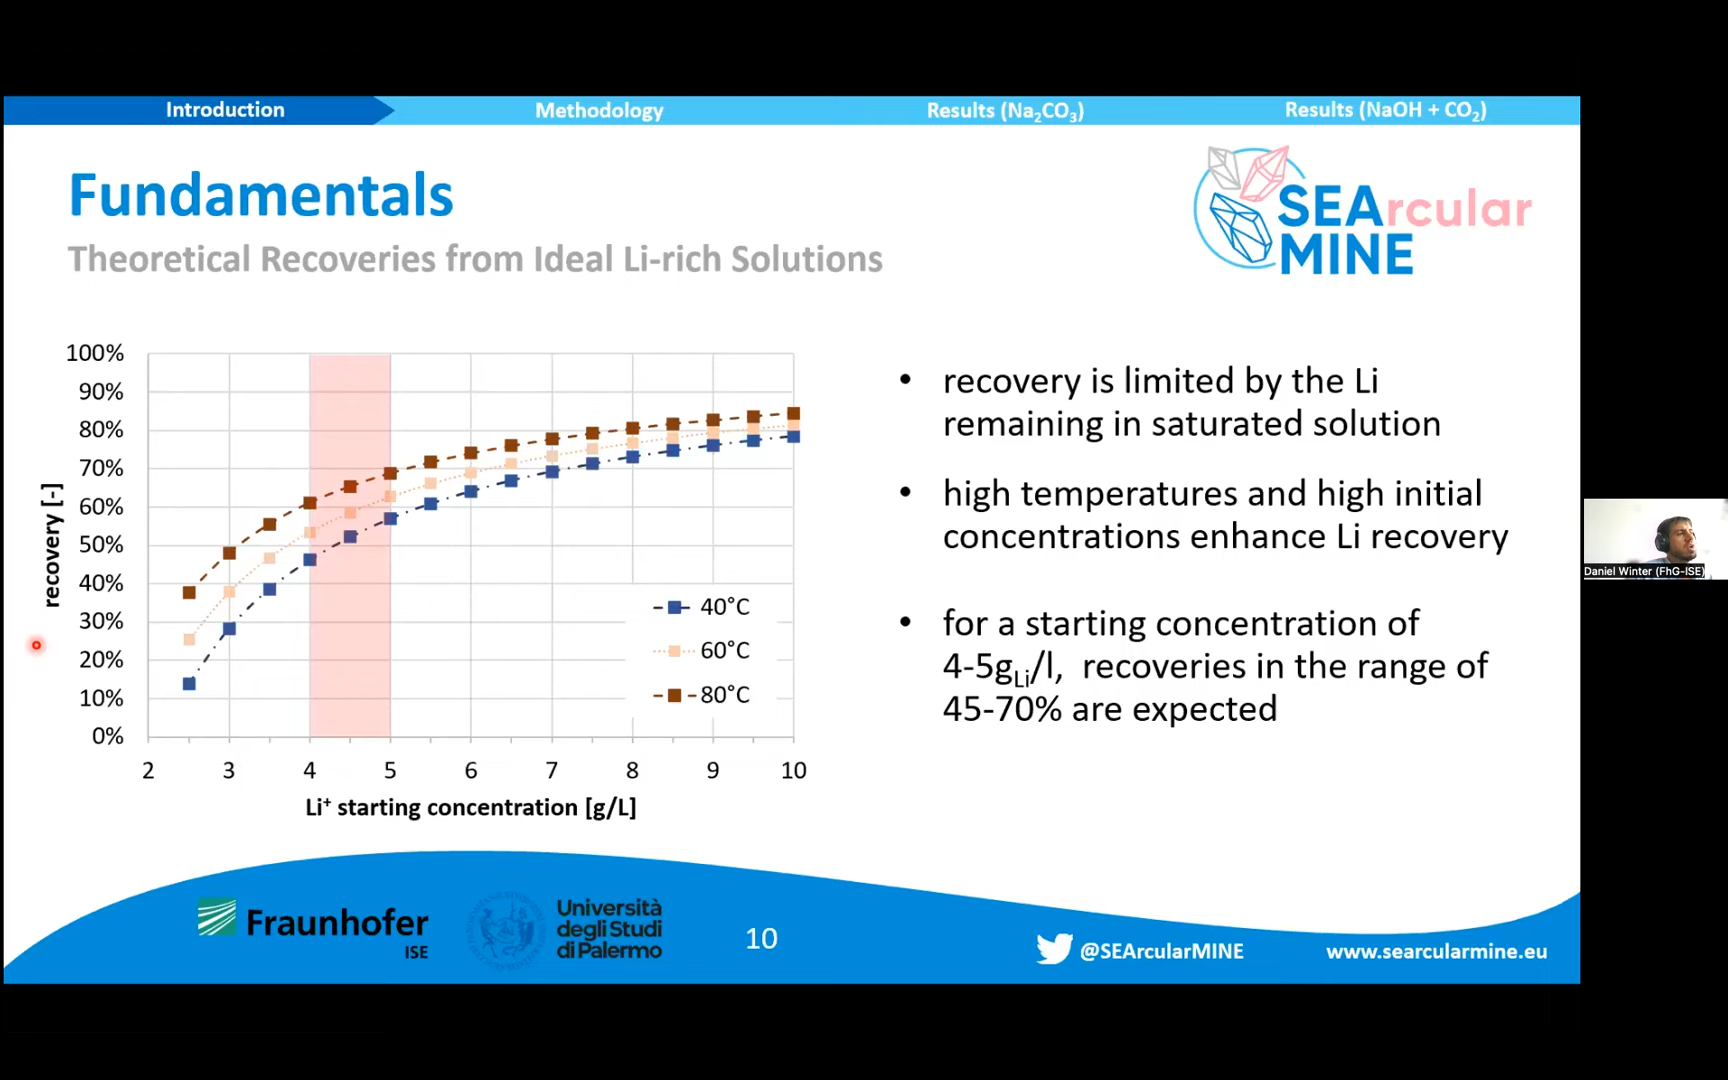 Introduction
Methodology
Results (Na₂CO₃)
Results (NaOH + CO₂)
Fundamentals
Theoretical Recoveries from Ideal Li-rich Solutions
SEArcular
MINE
100%
90%
80%
70%
60%
50%
40%
30%
20%
10%
0%
recovery [-]
2 3 4 5 6 7 8 9 10
Li⁺ starting concentration [g/L]
40°C
60°C
80°C
• recovery is limited by the Li
remaining in saturated solution
• high temperatures and high initial
concentrations enhance Li recovery
• for a starting concentration of
4-5gLi/l, recoveries in the range of
45-70% are expected
Daniel Winter (FhG-ISE)
Fraunhofer
ISE
Università
degli Studi
di Palermo
10
@SEArcularMINE
www.searcularmine.eu